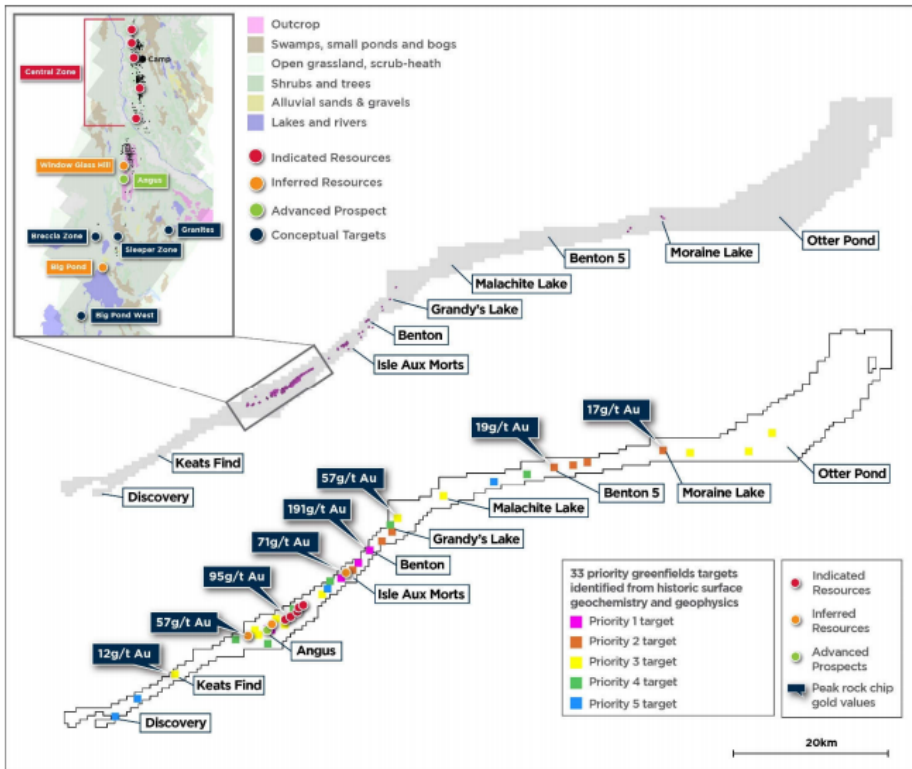 Outcrop
Swamps, small ponds and bogs
Open grassland, scrub-heath
Shrubs and trees
Alluvial sands & gravels
Lakes and rivers
Indicated Resources
Inferred Resources
Advanced Prospect
Conceptual Targets
Camp
Central Zone
Window Glass Hill
Angus
Breccia Zone
Sleeper Zone
Granites
Big Pond
Big Pond West
Otter Pond
Moraine Lake
Benton 5
Malachite Lake
Grandy's Lake
Benton
Isle Aux Morts
Keats Find
Discovery
17g/t Au
19g/t Au
57g/t Au
191g/t Au
71g/t Au
95g/t Au
57g/t Au
12g/t Au
Otter Pond
Moraine Lake
Benton 5
Malachite Lake
Grandy's Lake
Benton
Isle Aux Morts
Angus
Keats Find
Discovery
33 priority greenfields targets
identified from historic surface
geochemistry and geophysics
Priority 1 target
Priority 2 target
Priority 3 target
Priority 4 target
Priority 5 target
Indicated
Resources
Inferred
Resources
Advanced
Prospects
Peak rock chip
gold values
20km